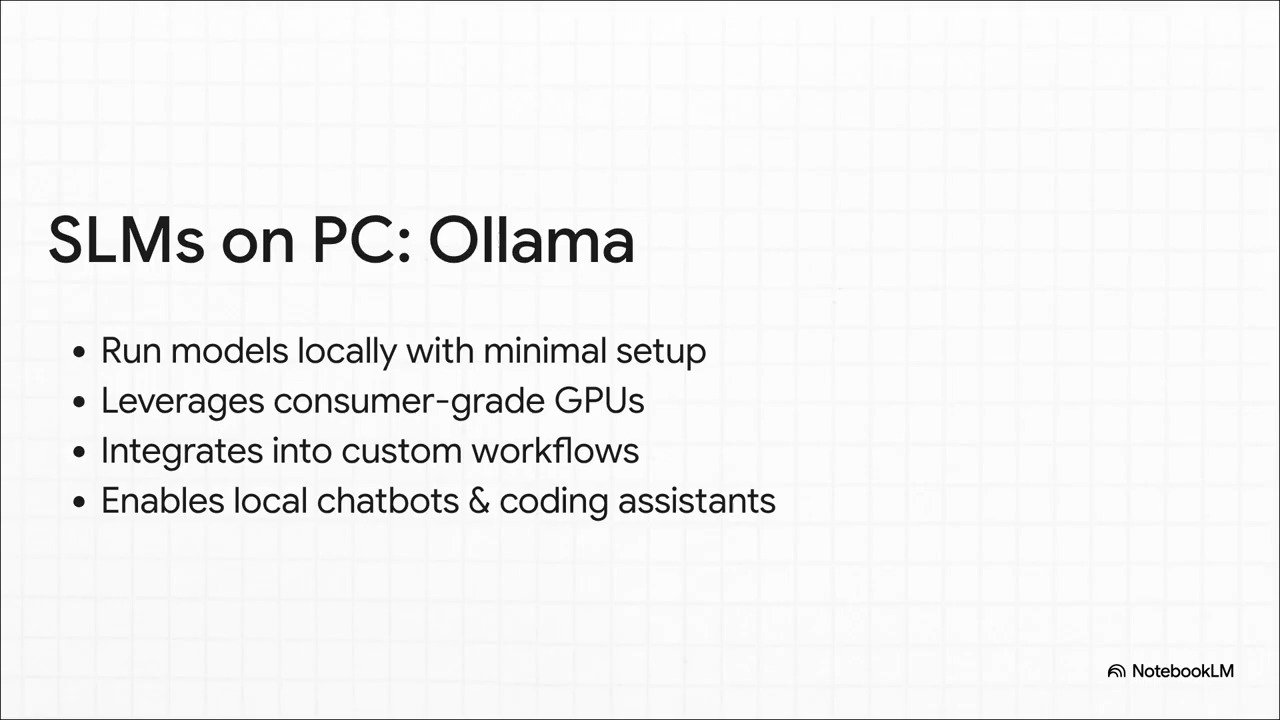 SLMs on PC: Ollama
• Run models locally with minimal setup
• Leverages consumer-grade GPUs
• Integrates into custom workflows
• Enables local chatbots & coding assistants
NotebookLM